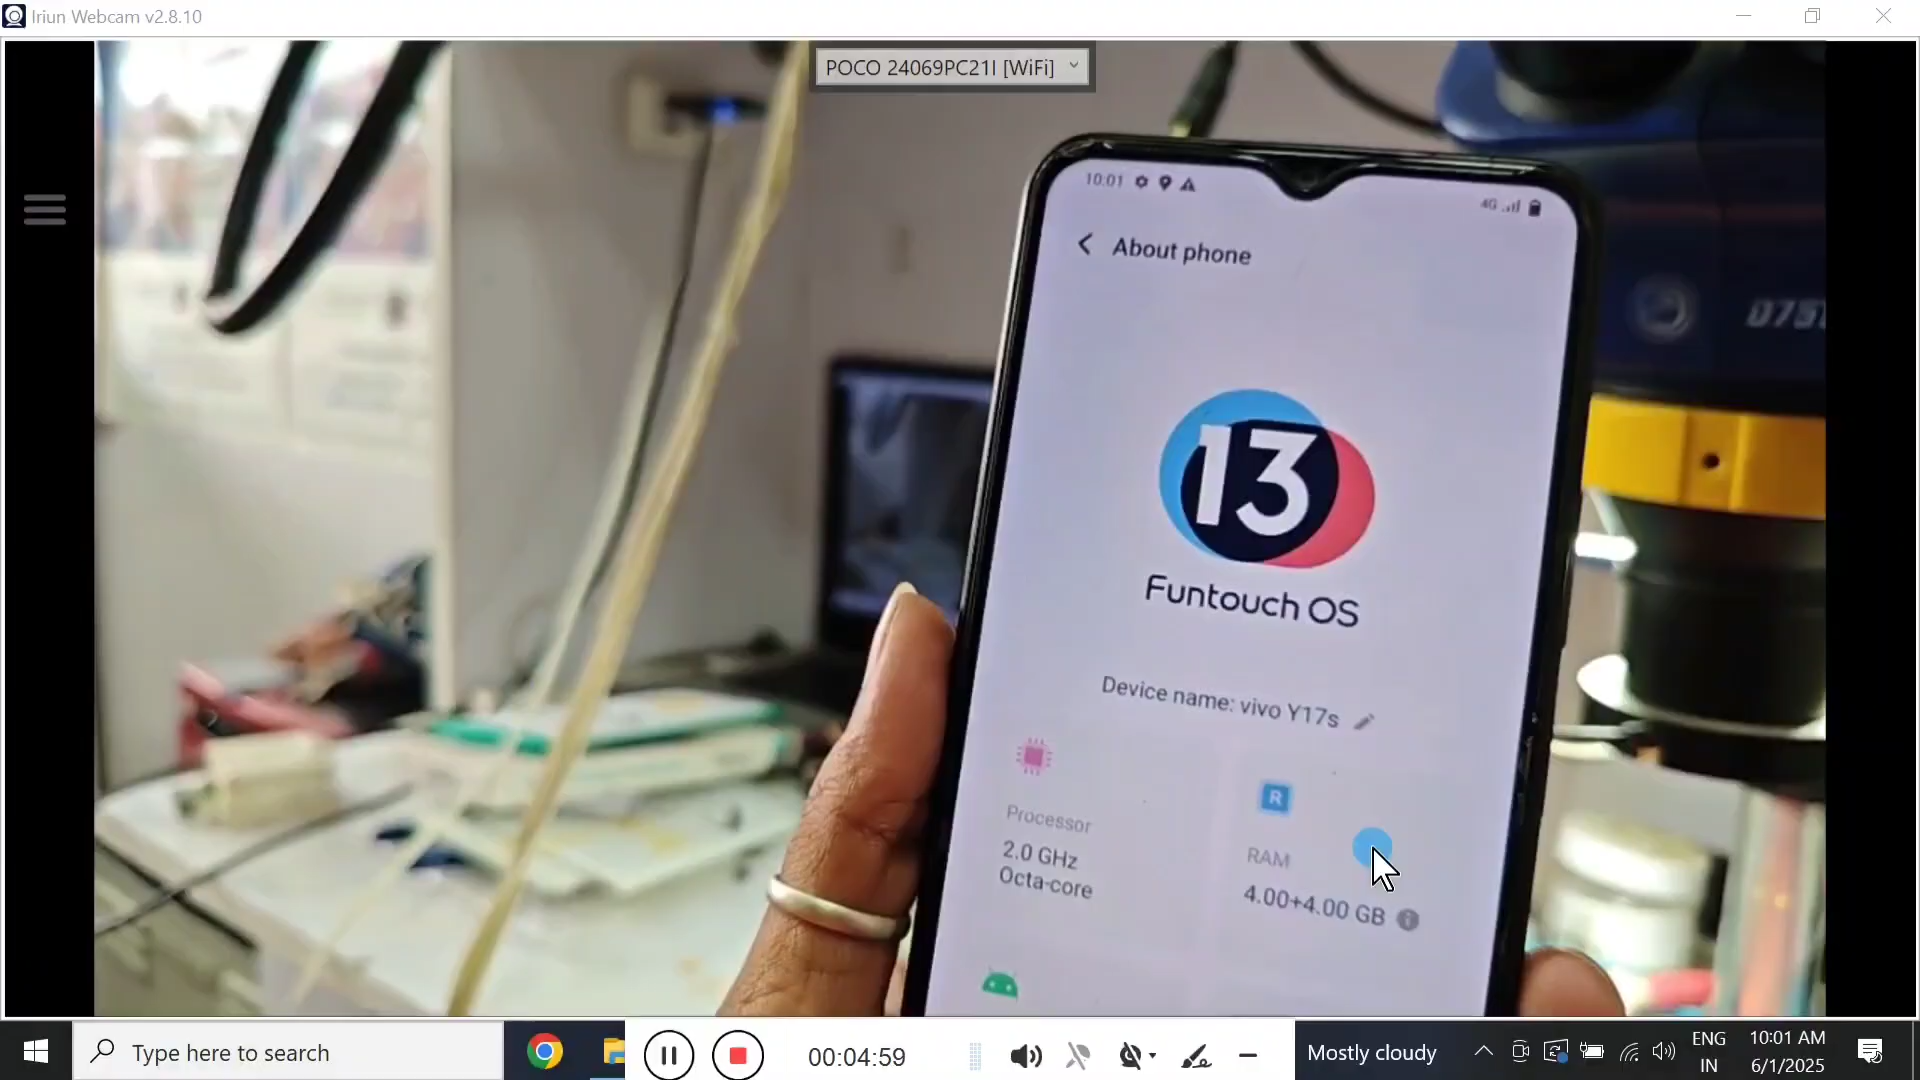 Iriun Webcam v2.8.10
POCO 24069PC21I [WiFi]
10:01
4G
About phone
13
Funtouch OS
Device name: vivo Y17s
Processor
2.0 GHz
Octa-core
R
RAM
4.00+4.00 GB
D75
Type here to search
00:04:59
Mostly cloudy
ENG
IN
10:01 AM
6/1/2025